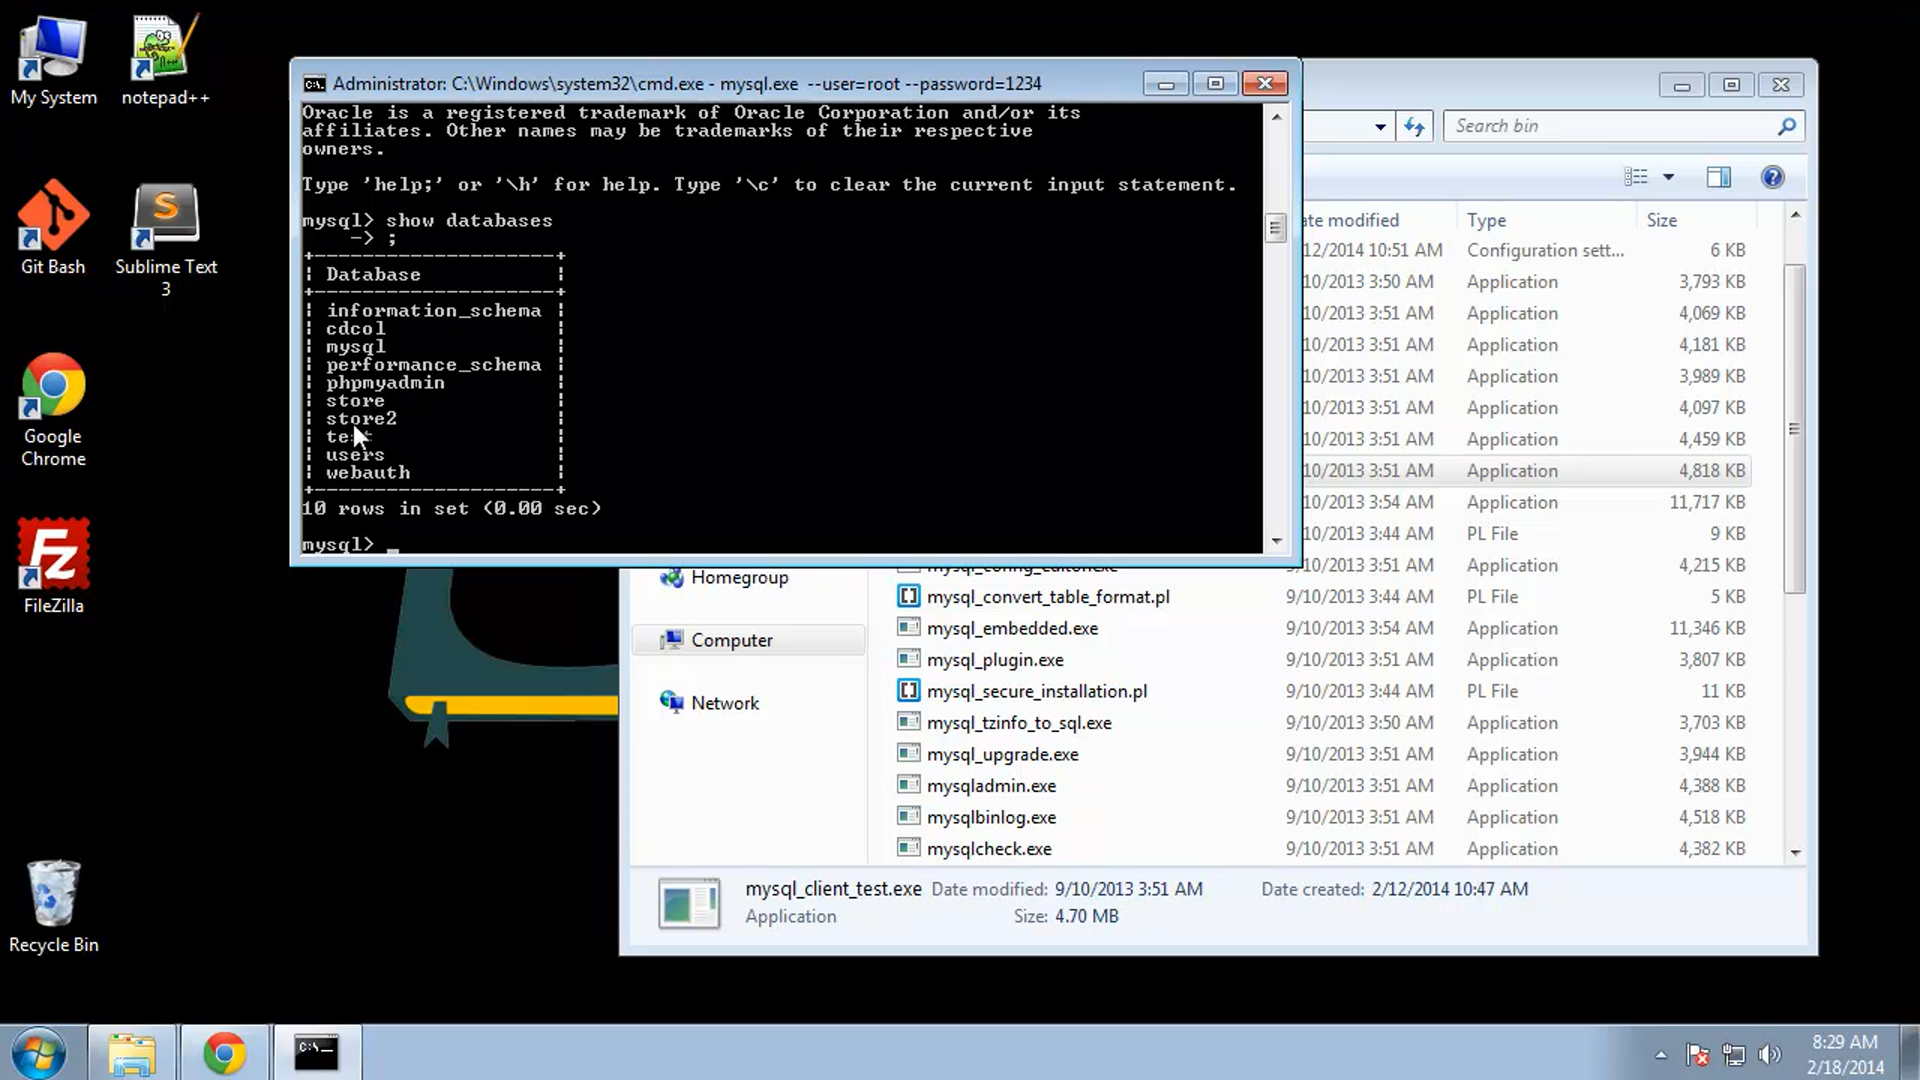 My System
notepad++
Git Bash
Sublime Text
3
Google
Chrome
FileZilla
Recycle Bin
Administrator: C:\Windows\system32\cmd.exe - mysql.exe --user=root --password=1234
Oracle is a registered trademark of Oracle Corporation and/or its
affiliates. Other names may be trademarks of their respective
owners.
Type 'help;' or '\h' for help. Type '\c' to clear the current input statement.
mysql> show databases
-> ;
Database
information_schema
cdcol
mysql
performance_schema
phpmyadmin
store
store2
users
webauth
10 rows in set (0.00 sec)
mysql>
Search bin
ate modified Type Size
12/2014 10:51 AM Configuration sett... 6 KB
10/2013 3:50 AM Application 3,793 KB
10/2013 3:51 AM Application 4,069 KB
10/2013 3:51 AM Application 4,181 KB
10/2013 3:51 AM Application 3,989 KB
10/2013 3:51 AM Application 4,097 KB
10/2013 3:51 AM Application 4,459 KB
10/2013 3:51 AM Application 4,818 KB
10/2013 3:54 AM Application 11,717 KB
10/2013 3:44 AM PL File 9 KB
10/2013 3:51 AM Application 4,215 KB
mysql_convert_table_format.pl 9/10/2013 3:44 AM PL File 5 KB
mysql_embedded.exe 9/10/2013 3:54 AM Application 11,346 KB
mysql_plugin.exe 9/10/2013 3:51 AM Application 3,807 KB
mysql_secure_installation.pl 9/10/2013 3:44 AM PL File 11 KB
mysql_tzinfo_to_sql.exe 9/10/2013 3:50 AM Application 3,703 KB
mysql_upgrade.exe 9/10/2013 3:51 AM Application 3,944 KB
mysqladmin.exe 9/10/2013 3:51 AM Application 4,388 KB
mysqlbinlog.exe 9/10/2013 3:51 AM Application 4,518 KB
mysqlcheck.exe 9/10/2013 3:51 AM Application 4,382 KB
Homegroup
Computer
Network
mysql_client_test.exe Date modified: 9/10/2013 3:51 AM Date created: 2/12/2014 10:47 AM
Application Size: 4.70 MB
8:29 AM
2/18/2014